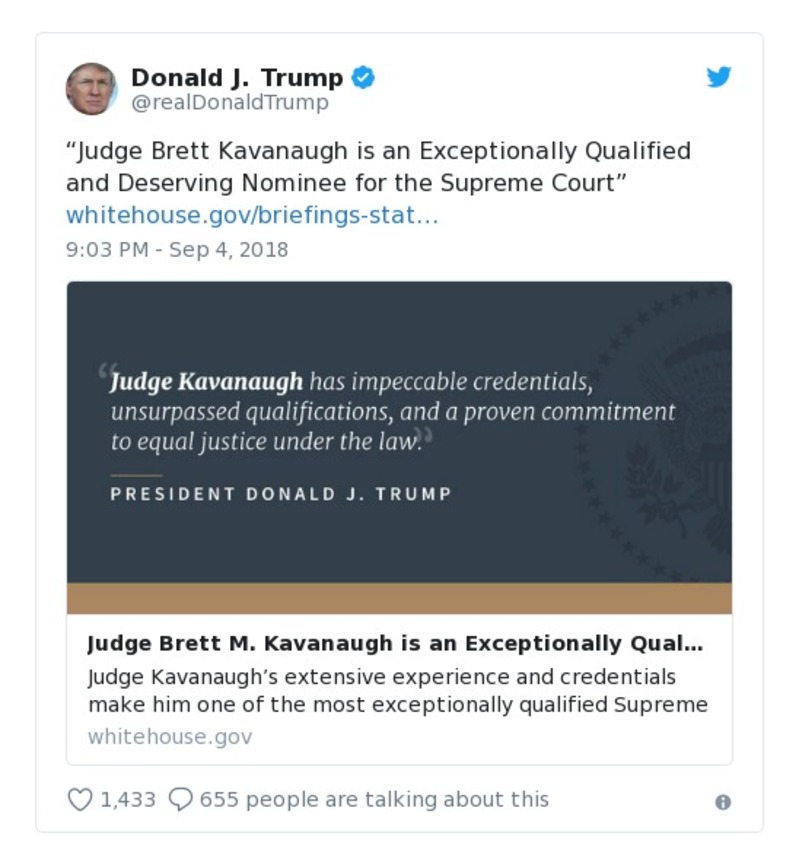 Donald J. Trump
@realDonaldTrump
“Judge Brett Kavanaugh is an Exceptionally Qualified
and Deserving Nominee for the Supreme Court”
whitehouse.gov/briefings-stat…
9:03 PM - Sep 4, 2018
“Judge Kavanaugh has impeccable credentials,
unsurpassed qualifications, and a proven commitment
to equal justice under the law.”
PRESIDENT DONALD J. TRUMP
Judge Brett M. Kavanaugh is an Exceptionally Qual…
Judge Kavanaugh’s extensive experience and credentials
make him one of the most exceptionally qualified Supreme
whitehouse.gov
1,433 655 people are talking about this